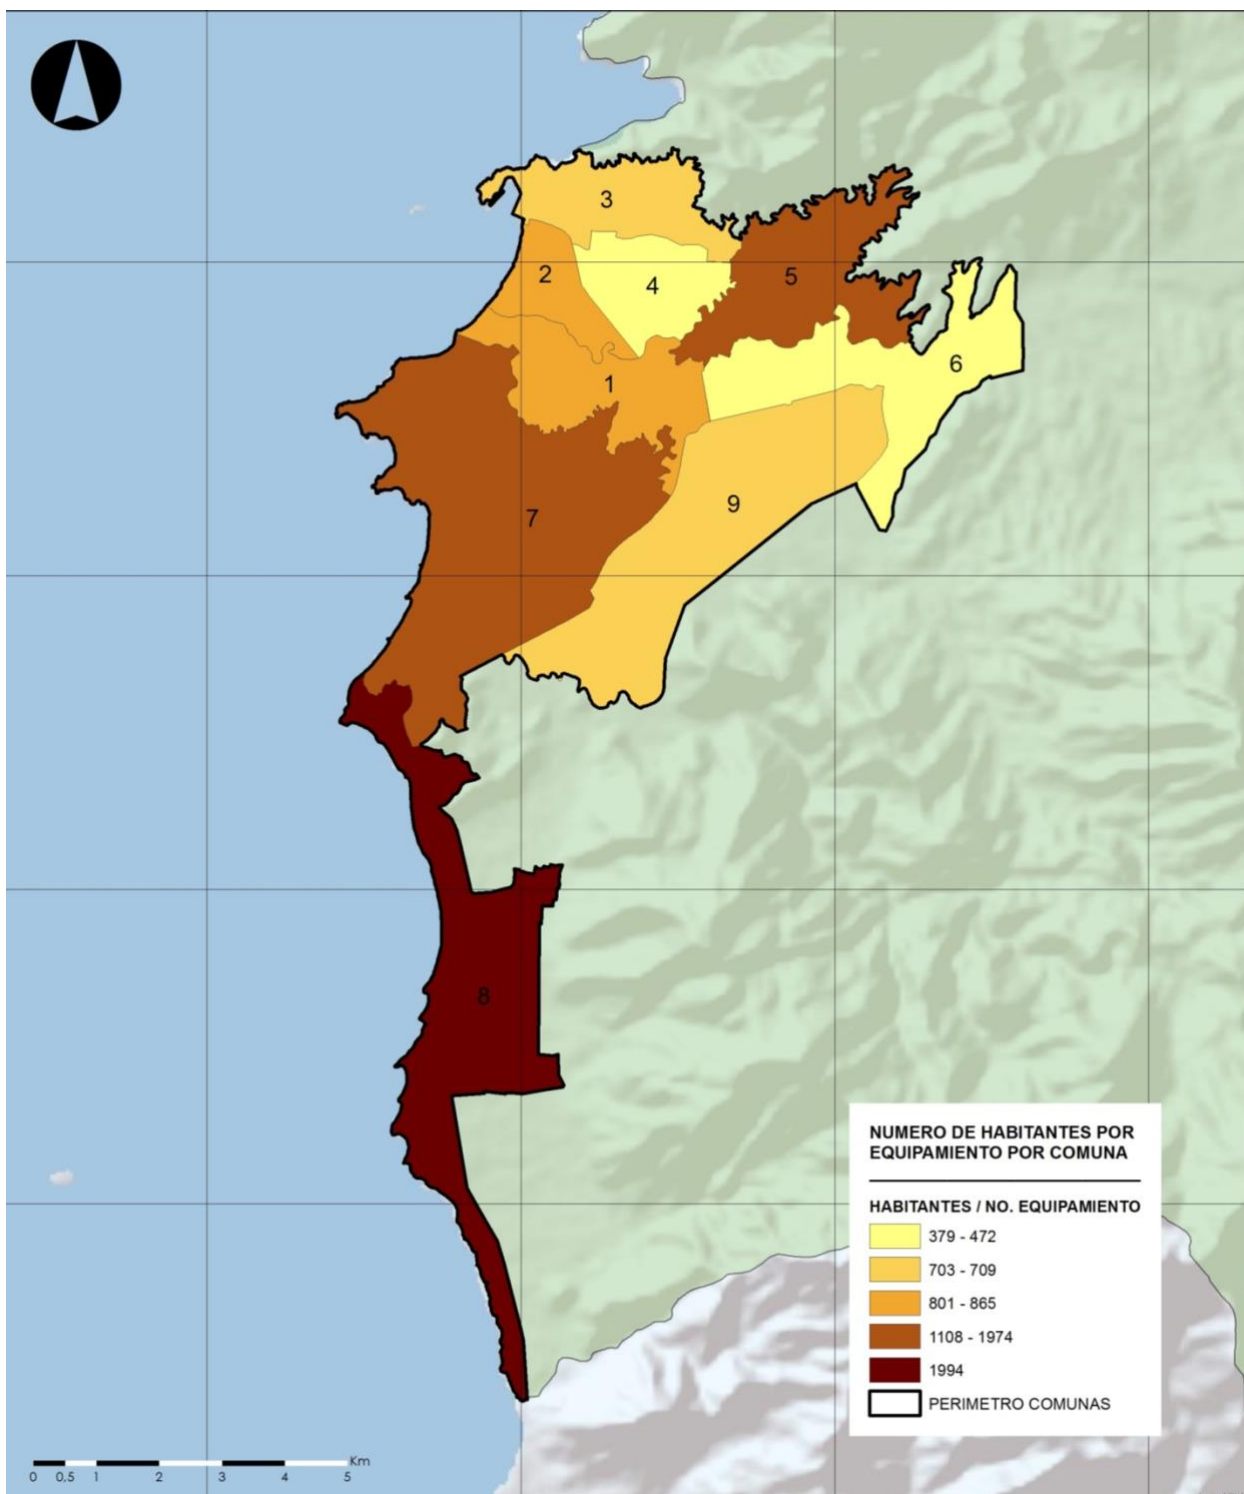 3
2
4
5
6
1
9
7
8
NUMERO DE HABITANTES POR
EQUIPAMIENTO POR COMUNA
HABITANTES / NO. EQUIPAMIENTO
379 - 472
703 - 709
801 - 865
1108 - 1974
1994
PERIMETRO COMUNAS
Km
0 0,5 1 2 3 4 5